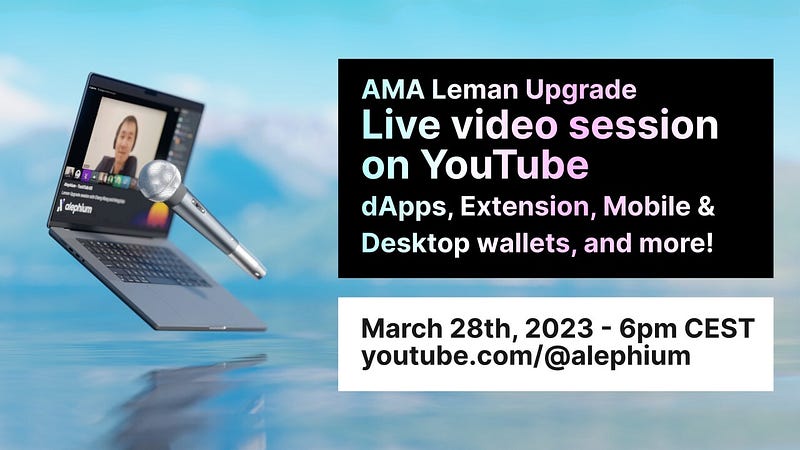 AMA Leman Upgrade
Live video session
on YouTube
dApps, Extension, Mobile &
Desktop wallets, and more!
March 28th, 2023 - 6pm CEST
youtube.com/@alephium
alephium